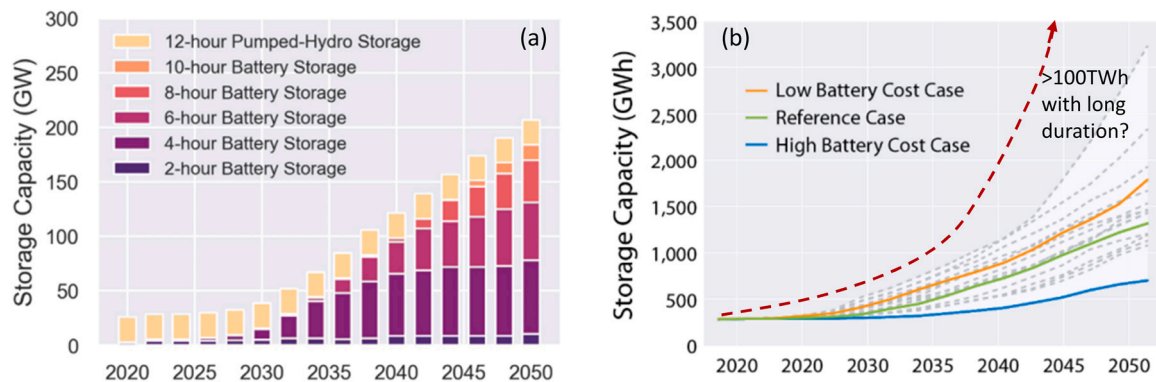 300
250
200
150
100
50
0
Storage Capacity (GW)
(a)
12-hour Pumped-Hydro Storage
10-hour Battery Storage
8-hour Battery Storage
6-hour Battery Storage
4-hour Battery Storage
2-hour Battery Storage
2020 2025 2030 2035 2040 2045 2050
3,500
3,000
2,500
2,000
1,500
1,000
500
0
Storage Capacity (GWh)
(b)
Low Battery Cost Case
Reference Case
High Battery Cost Case
>100TWh
with long
duration?
2020 2020 2030 2035 2040 2045 2050